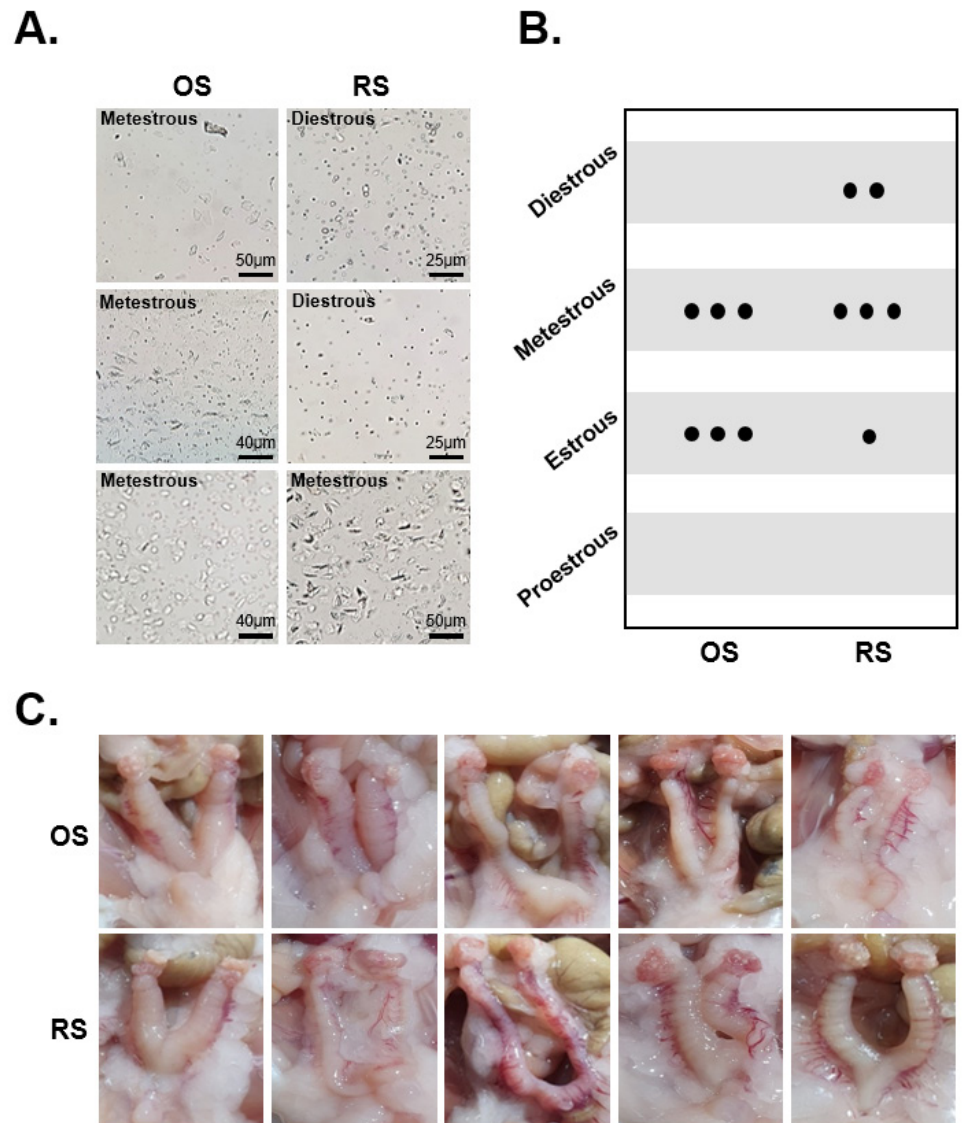 A.
B.
OS RS
Metestrous Diestrous
50µm 25µm
Metestrous Diestrous
40µm 25µm
Metestrous Metestrous
40µm 50µm
Diestrous
Metestrous
Estrous
Proestrous
OS RS
C.
OS
RS